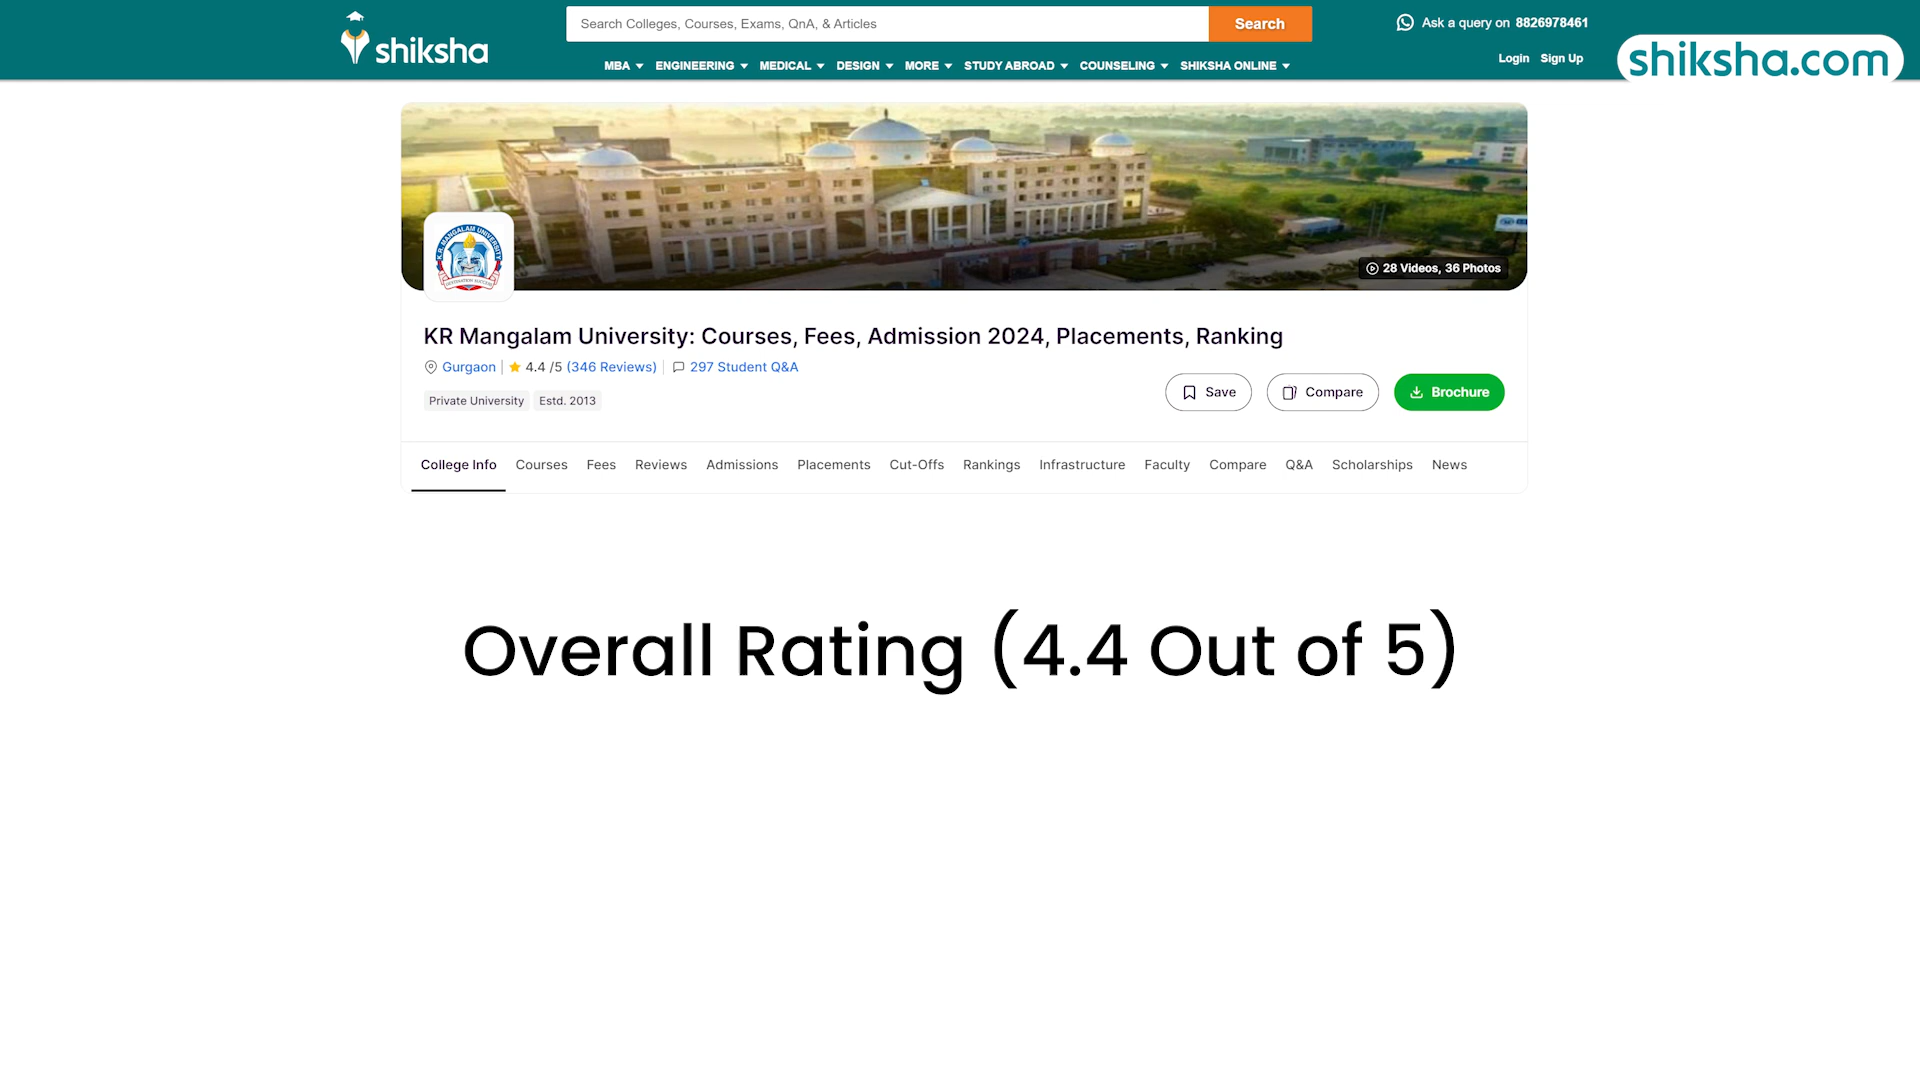 shiksha
Search Colleges, Courses, Exams, QnA, & Articles
Search
Ask a query on 8826978461
MBA ENGINEERING MEDICAL DESIGN MORE STUDY ABROAD COUNSELING SHIKSHA ONLINE
Login Sign Up
shiksha.com
K.R. MANGALAM UNIVERSITY
DESTINATION SUCCESS
28 Videos, 36 Photos
KR Mangalam University: Courses, Fees, Admission 2024, Placements, Ranking
Gurgaon 4.4 /5 (346 Reviews) 297 Student Q&A
Private University Estd. 2013
Save Compare Brochure
College Info Courses Fees Reviews Admissions Placements Cut-Offs Rankings Infrastructure Faculty Compare Q&A Scholarships News
Overall Rating (4.4 Out of 5)